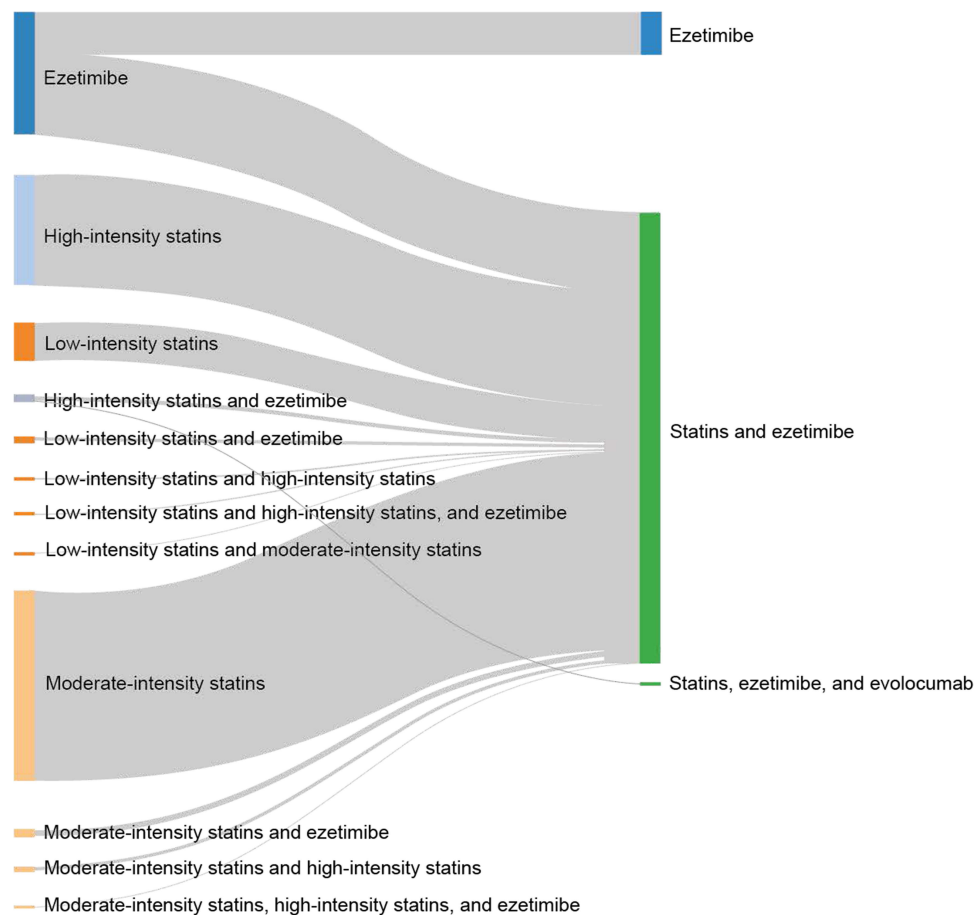 Ezetimibe
Ezetimibe
High-intensity statins
Low-intensity statins
High-intensity statins and ezetimibe
Low-intensity statins and ezetimibe
Statins and ezetimibe
Low-intensity statins and high-intensity statins
Low-intensity statins and high-intensity statins, and ezetimibe
Low-intensity statins and moderate-intensity statins
Moderate-intensity statins
Statins, ezetimibe, and evolocumab
Moderate-intensity statins and ezetimibe
Moderate-intensity statins and high-intensity statins
Moderate-intensity statins, high-intensity statins, and ezetimibe